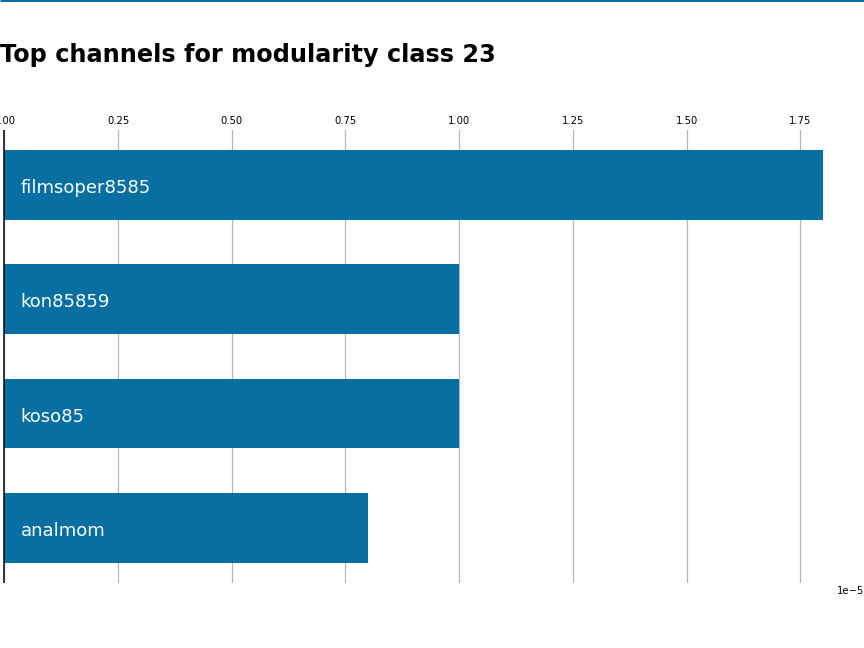 Top channels for modularity class 23
.00 0.25 0.50 0.75 1.00 1.25 1.50 1.75
filmsoper8585
kon85859
koso85
analmom
1e−5